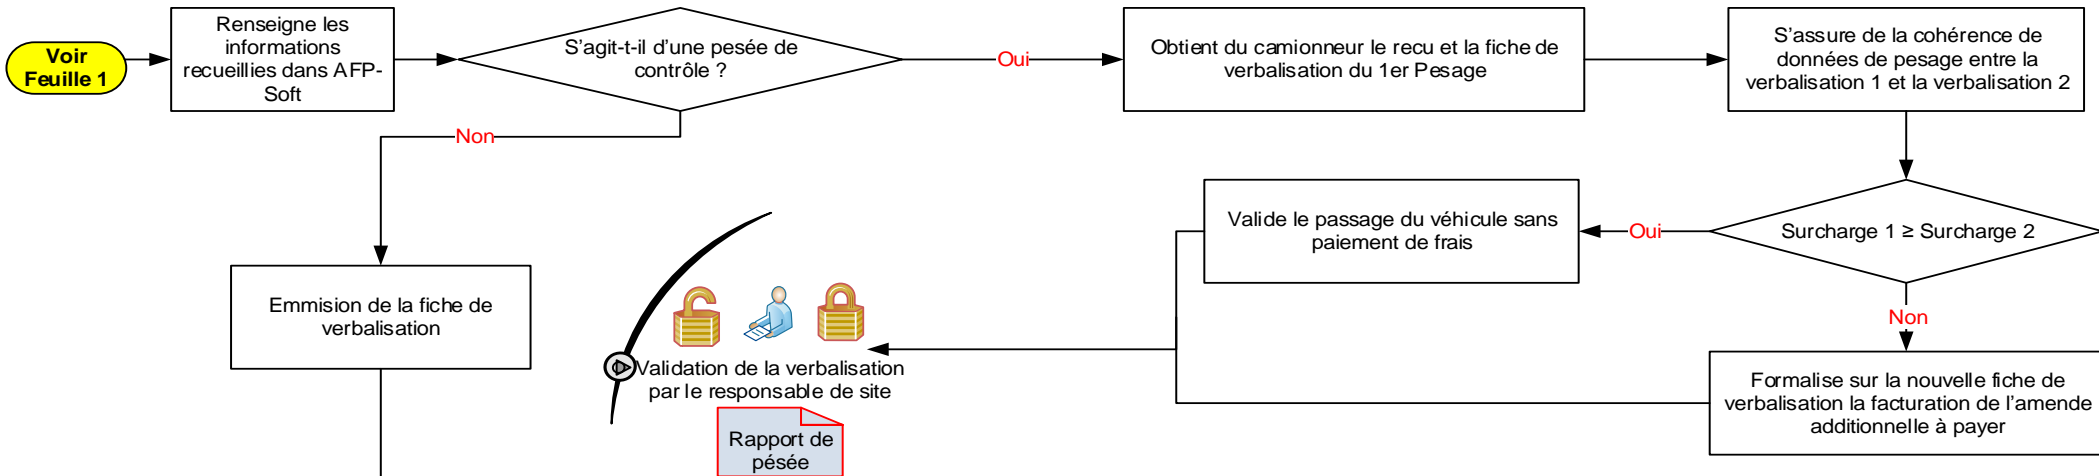 Voir
Feuille 1
Renseigne les
informations
recueillies dans AFP-
Soft
S'agit-t-il d'une pesée de
contrôle ?
Oui
Obtient du camionneur le recu et la fiche de
verbalisation du 1er Pesage
S'assure de la cohérence de
données de pesage entre la
verbalisation 1 et la verbalisation 2
Non
Valide le passage du véhicule sans
paiement de frais
Oui
Surcharge 1 ≥ Surcharge 2
Emmision de la fiche de
verbalisation
Non
Validation de la verbalisation
par le responsable de site
Formalise sur la nouvelle fiche de
verbalisation la facturation de l'amende
additionnelle à payer
Rapport de
pésée